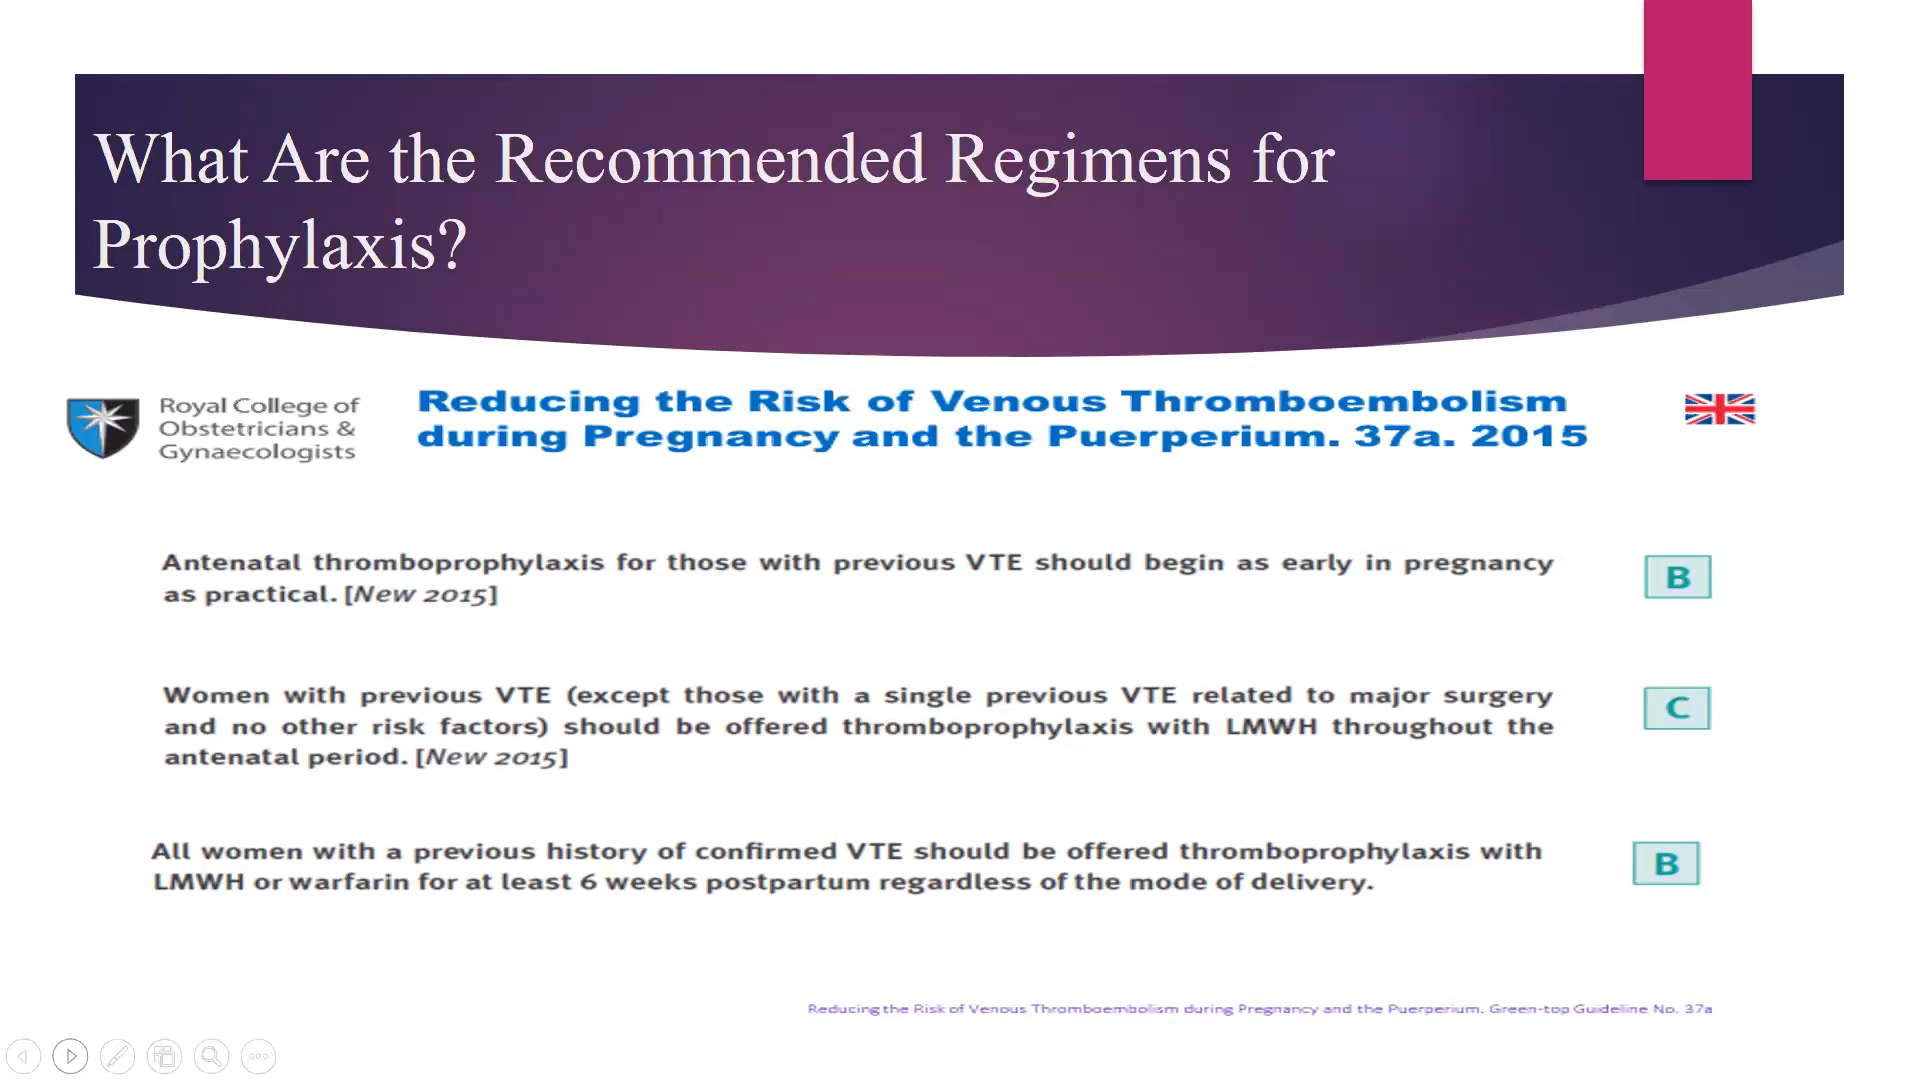 What Are the Recommended Regimens for
Prophylaxis?
Royal College of
Obstetricians &
Gynaecologists
Reducing the Risk of Venous Thromboembolism
during Pregnancy and the Puerperium. 37a. 2015
Antenatal thromboprophylaxis for those with previous VTE should begin as early in pregnancy
as practical. [New 2015]
B
Women with previous VTE (except those with a single previous VTE related to major surgery
and no other risk factors) should be offered thromboprophylaxis with LMWH throughout the
antenatal period. [New 2015]
C
All women with a previous history of confirmed VTE should be offered thromboprophylaxis with
LMWH or warfarin for at least 6 weeks postpartum regardless of the mode of delivery.
B
Reducing the Risk of Venous Thromboembolism during Pregnancy and the Puerperium. Green-top Guideline No. 37a